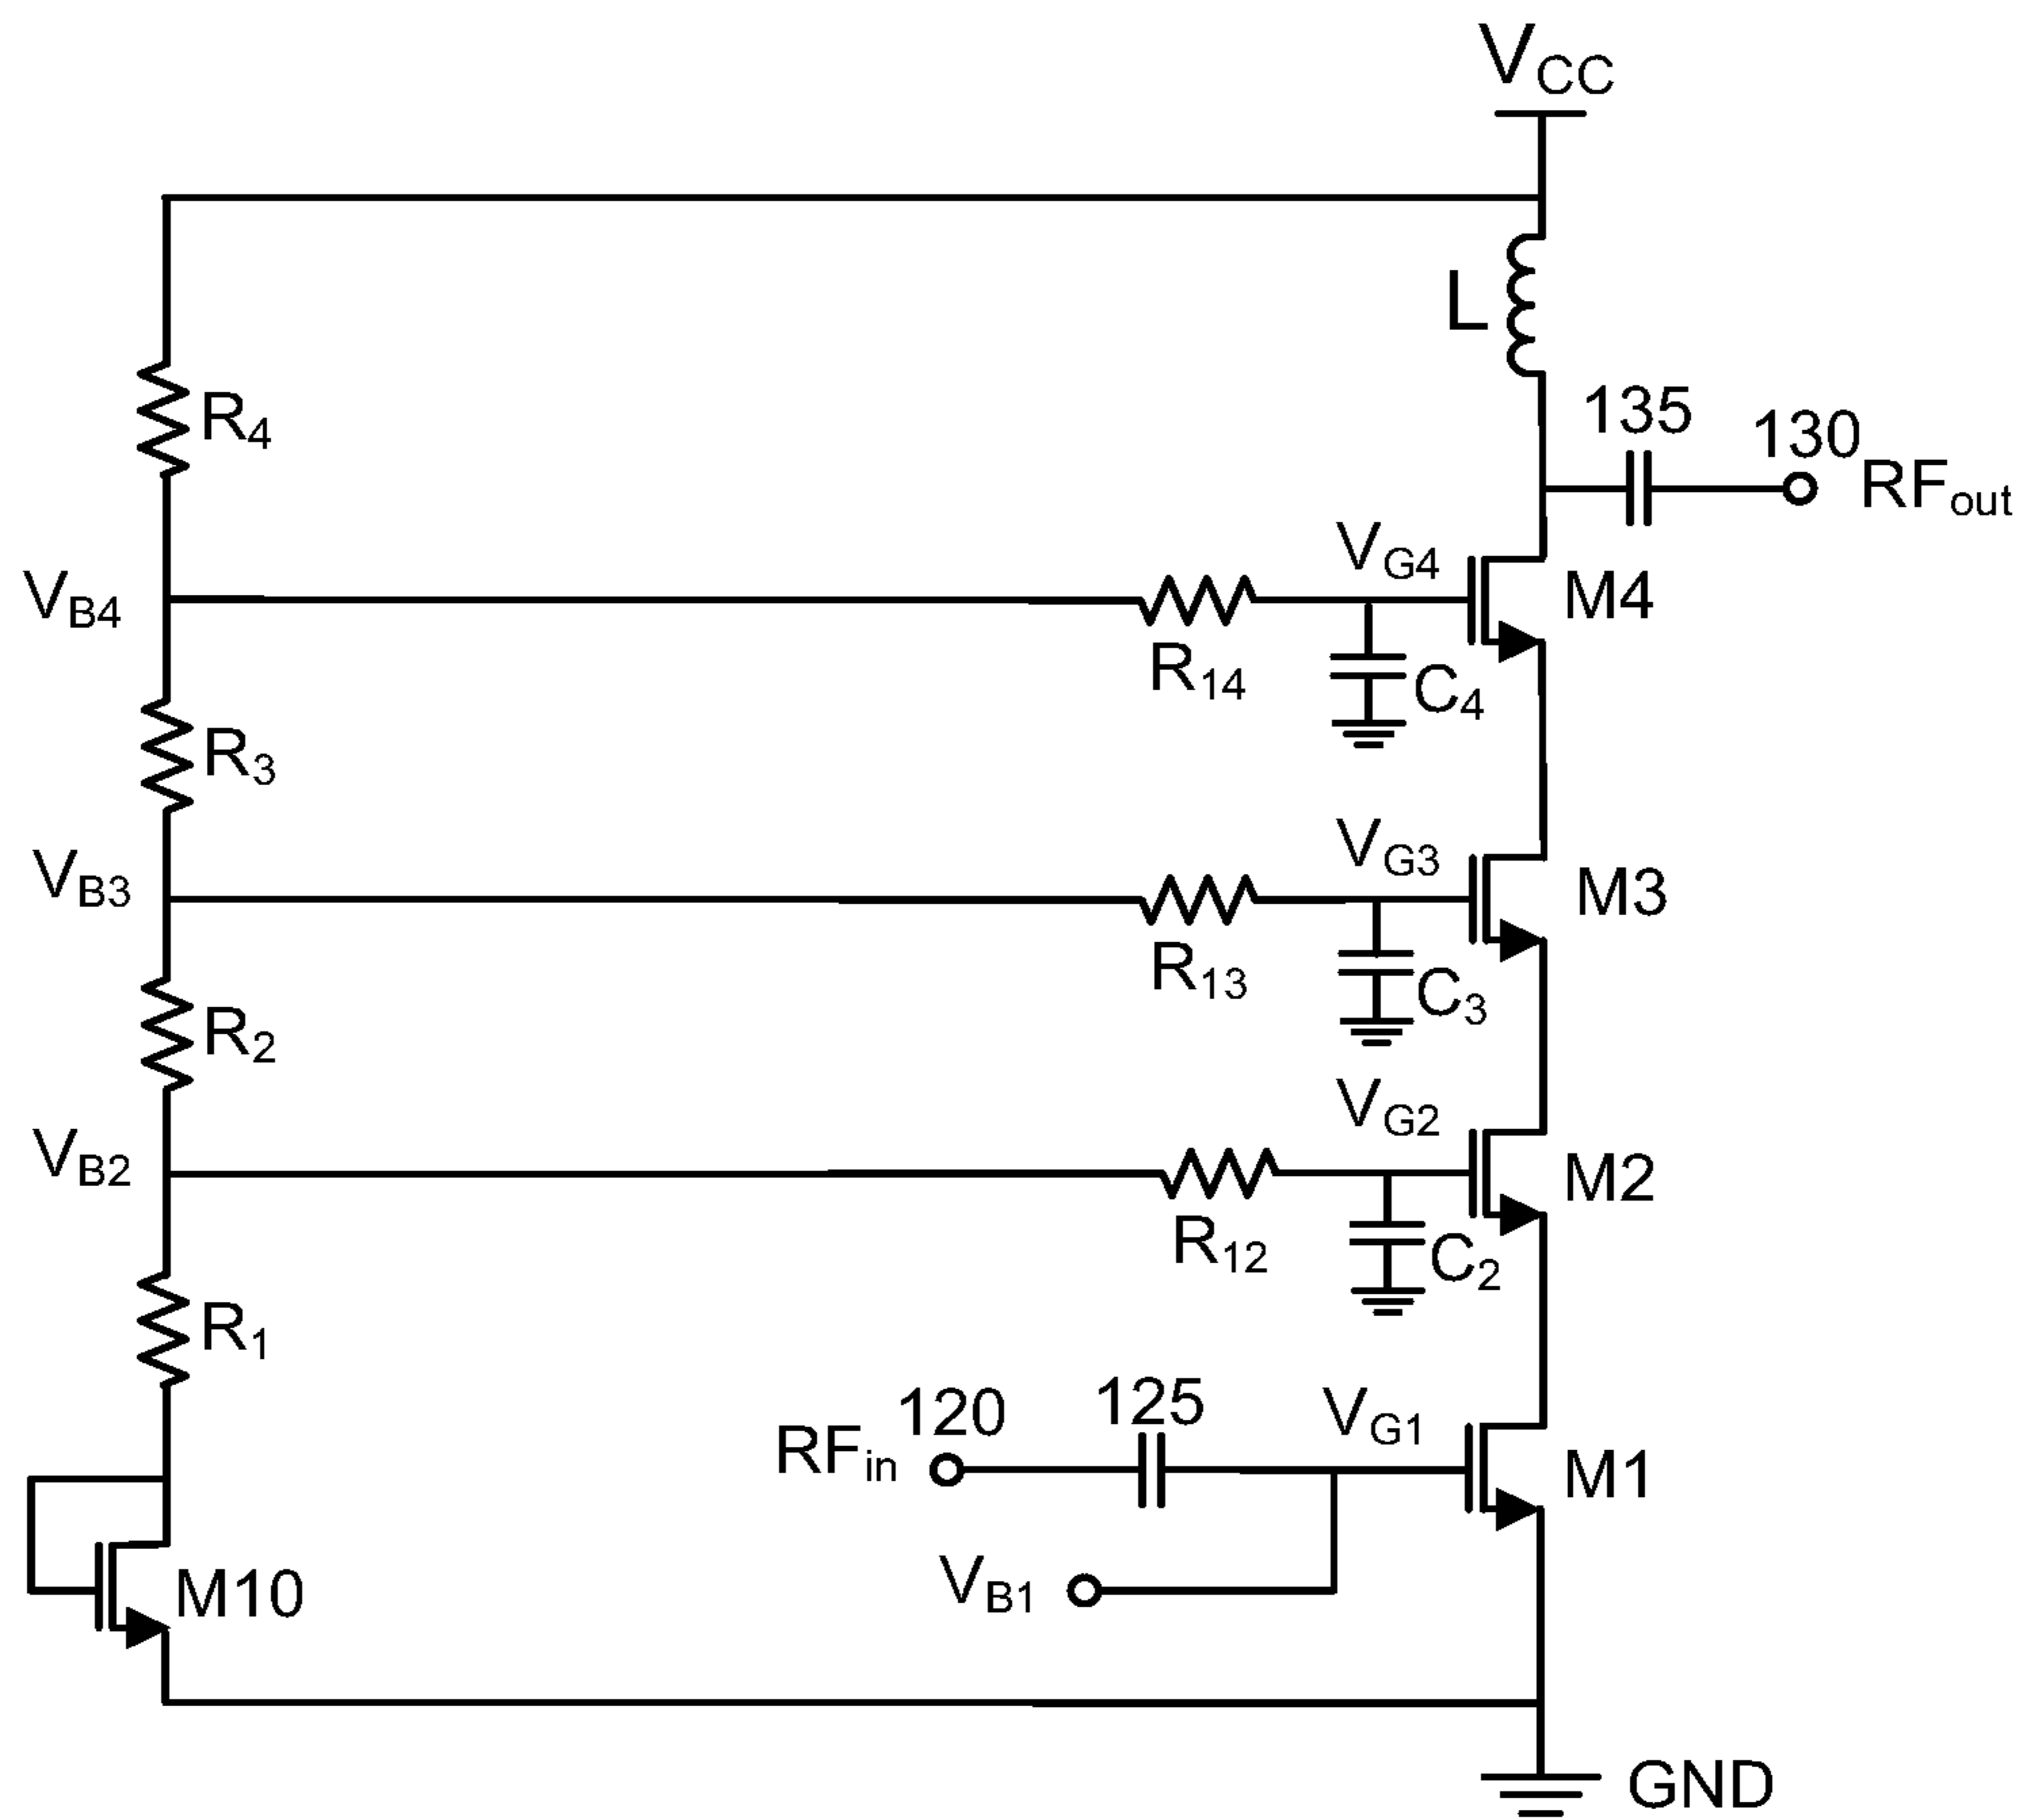 VCC
L
135
130
RFout
R4
VG4
M4
VB4
R14
C4
R3
VG3
M3
VB3
R13
C3
R2
VG2
M2
VB2
R12
C2
R1
120
125
VG1
RFin
M1
VB1
M10
GND